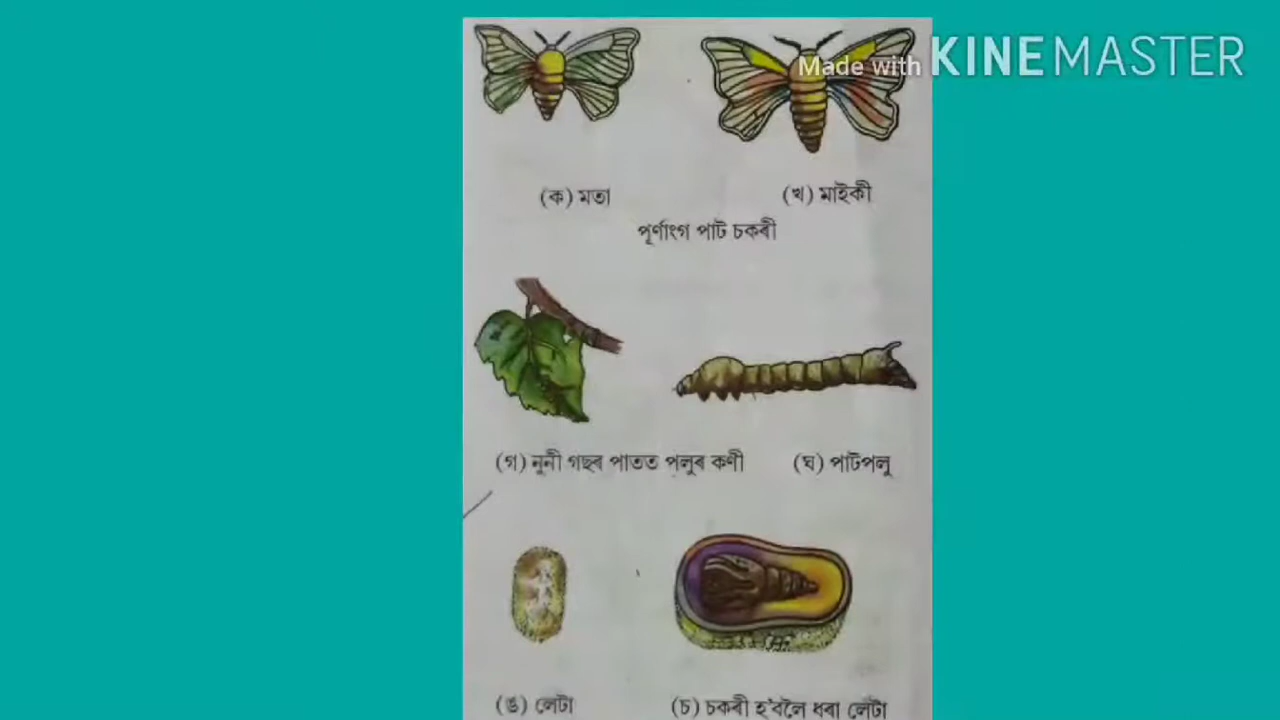 Made with KINEMASTER
(ক) মতা
(খ) মাইকী
পূৰ্ণাংগ পাট চকৰী
(গ) নুনী গছৰ পাতত পলুৰ কণী
(ঘ) পাটপলু
(ঙ) লেটা
(চ) চকৰী হ'বলৈ ধৰা লেটা